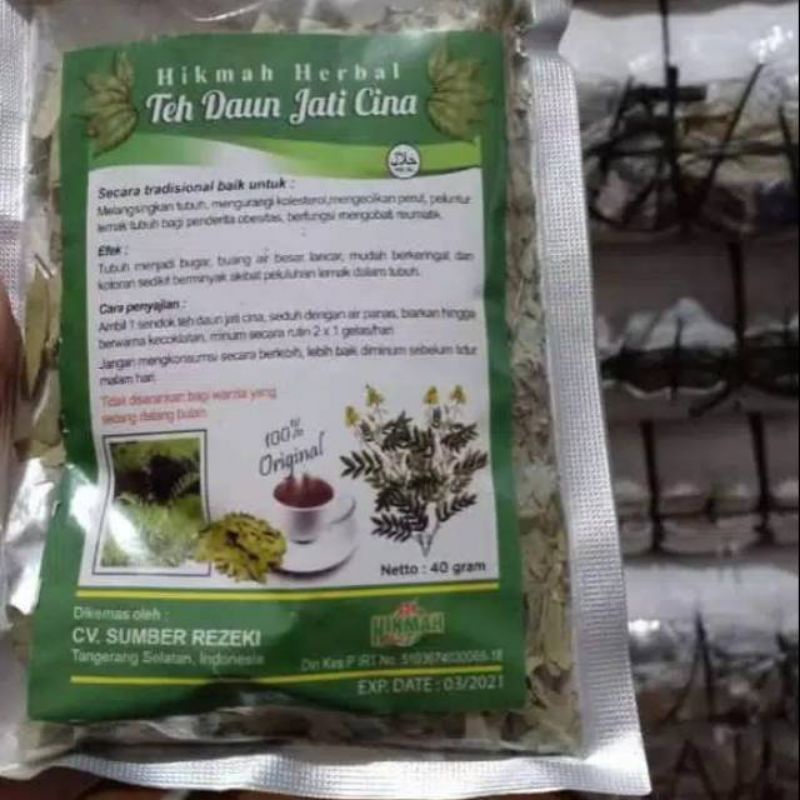 Hikmah Herbal
Teh Daun Jati Cina
حلال
Secara tradisional baik untuk :
Melangsingkan tubuh, mengurangi kolesterol,mengecilkan perut, peluntur
lemak tubuh bagi penderita obesitas, berfungsi mengobati reumatik.
Efek :
Tubuh menjadi bugar, buang air besar lancar, mudah berkeringat dan
kotoran sedikit berminyak akibat peluluhan lemak dalam tubuh.
Cara penyajian :
Ambil 1 sendok teh daun jati cina, seduh dengan air panas, biarkan hingga
berwarna kecoklatan, minum secara rutin 2 x 1 gelas/hari
Jangan mengkonsumsi secara berlebih, lebih baik diminum sebelum tidur
malam hari
Tidak disarankan bagi wanita yang
sedang datang bulan
100%
Original
Netto : 40 gram
Dikemas oleh :
CV. SUMBER REZEKI
Tangerang Selatan, Indonesia
HIKMAH
P.IRT No.
EXP. DATE : 03/2021